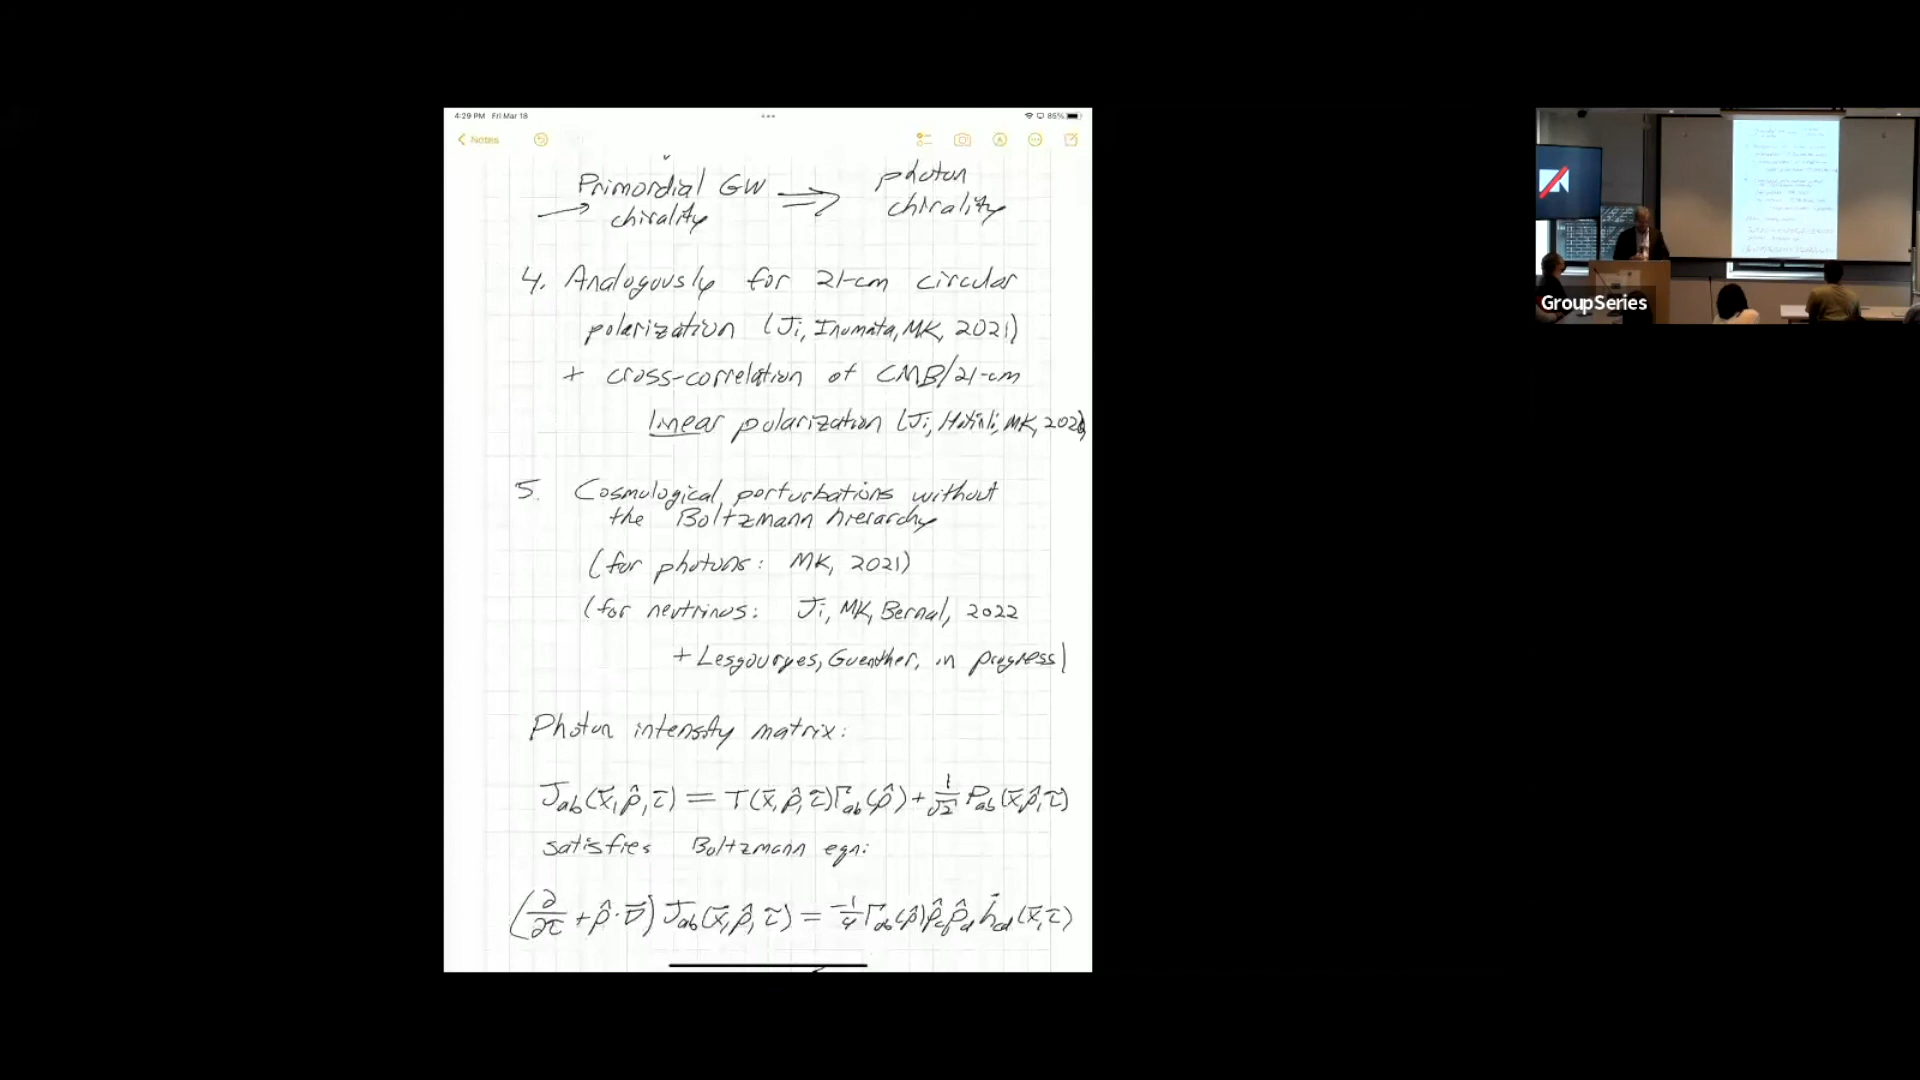 4:29 PM Fri Mar 18
85%
Notes
Primordial GW ⟹ photon
→ chirality chirality
4. Analogously for 21-cm circular
polarization (Ji, Inomata, MK, 2021)
+ cross-correlation of CMB/21-cm
linear polarization (Ji, MK,
5. Cosmological perturbations without
the Boltzmann hierarchy
(for photons: MK, 2021)
(for neutrinos: Ji, MK, Bernal, 2022
+ Lesgourges, Guenther, in progress)
Photon intensity matrix:
J_ab(x⃗, p̂, τ) = T(x⃗, p̂, τ)Γ_ab(p̂) + 1/√2 P_ab(x⃗, p̂, τ)
satisfies Boltzmann eqn:
(∂/∂τ + p̂·∇⃗) J_ab(x⃗, p̂, τ) = -1/4 Γ_ab(p̂) p̂_c p̂_d ḣ_cd(x⃗, τ)
GroupSeries